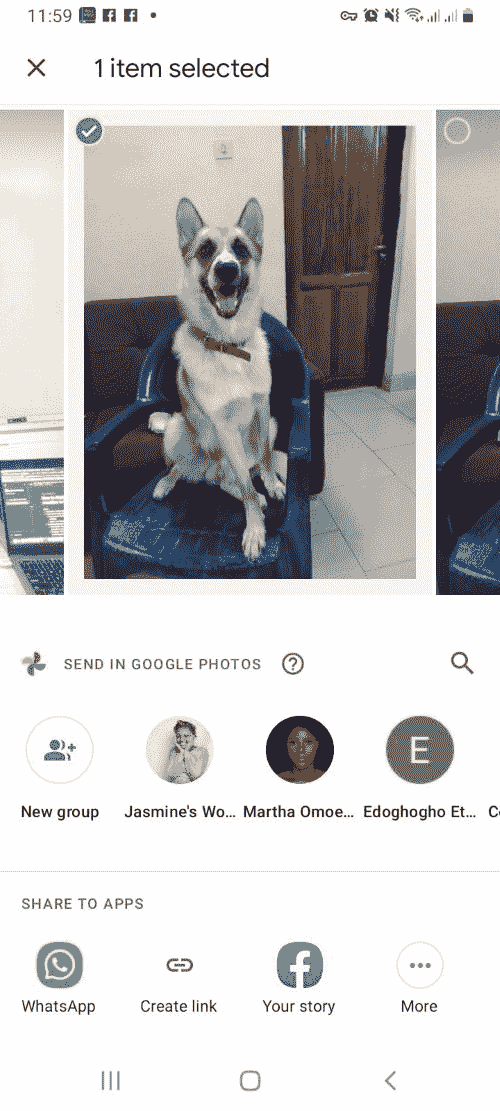 11:59
1 item selected
SEND IN GOOGLE PHOTOS
New group
Jasmine's Wo...
Martha Omoe...
E
Edoghogho Et...
SHARE TO APPS
WhatsApp
Create link
Your story
More